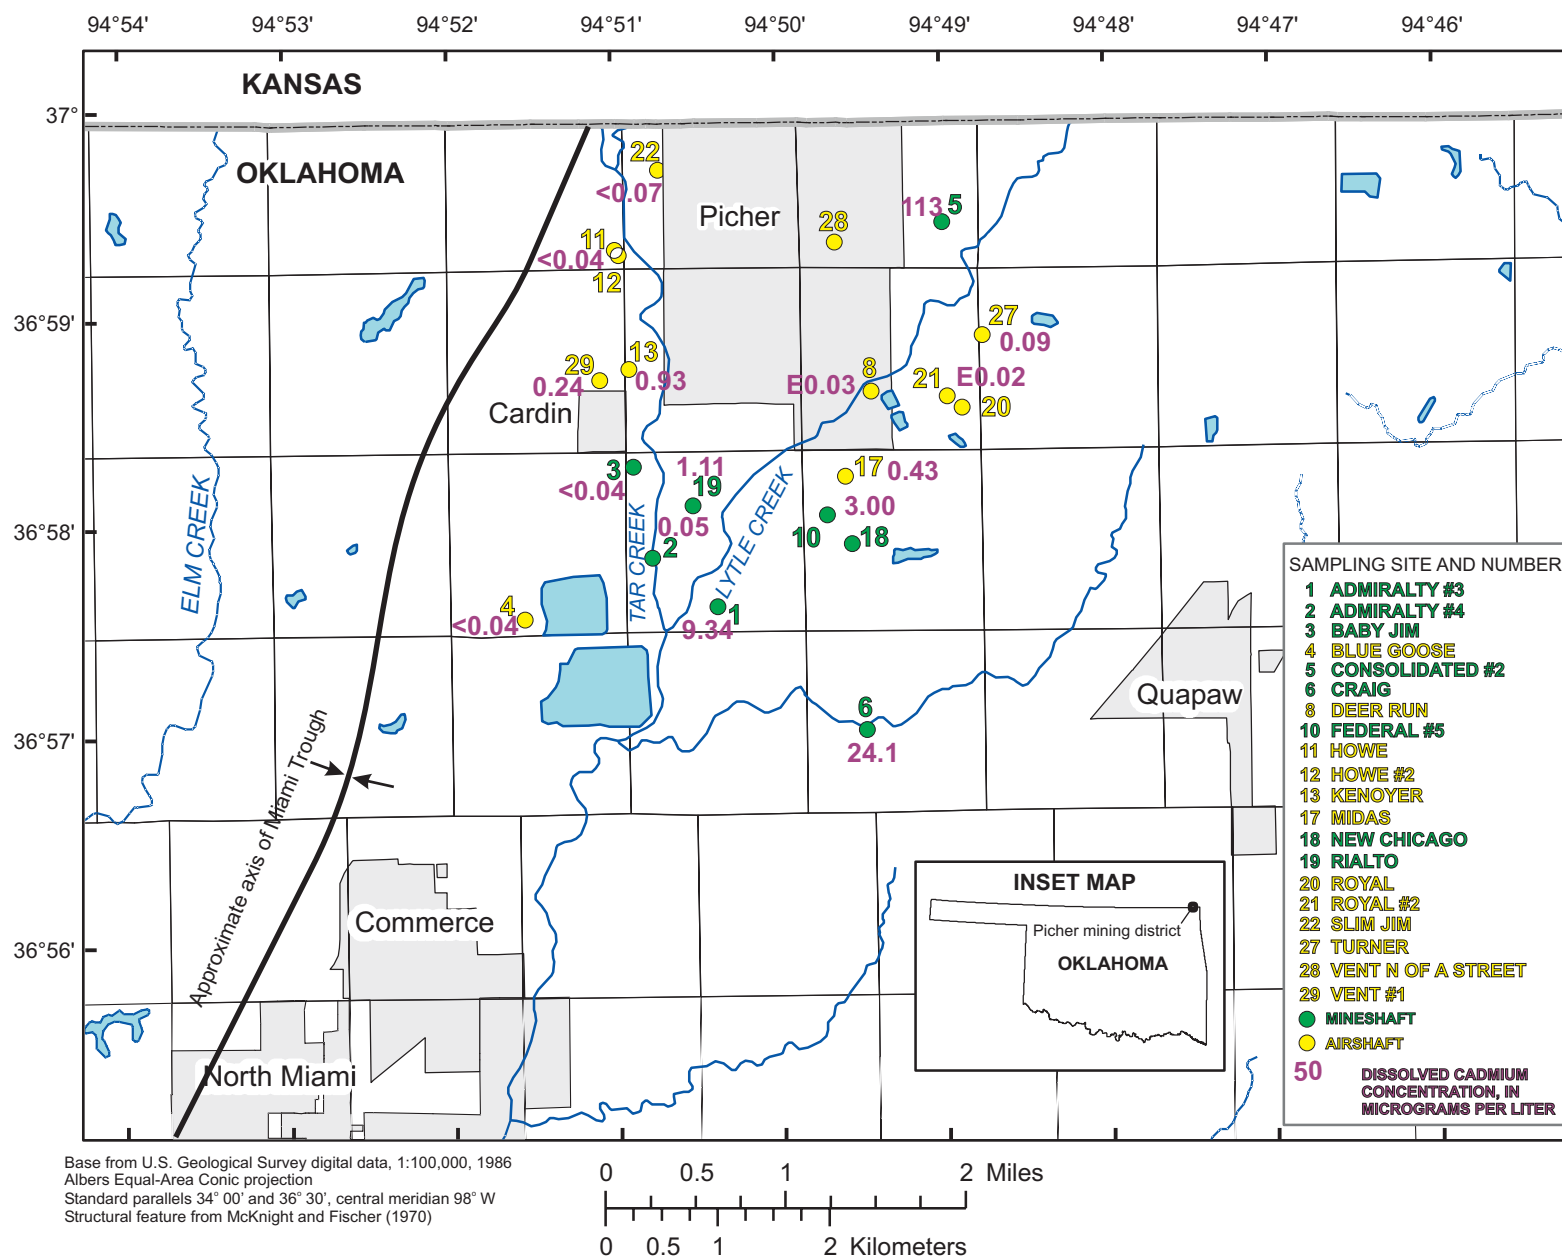 94°54' 94°53' 94°52' 94°51' 94°50' 94°49' 94°48' 94°47' 94°46'
KANSAS
37°
OKLAHOMA
22
<0.07
Picher
113 5
28
11
<0.04
12
36°59'
27
0.09
13
29
0.24
0.93
8
E0.03
21
E0.02
20
Cardin
3
<0.04
1.11
19
0.05
17 0.43
3.00
10
18
36°58'
2
ELM CREEK
TAR CREEK
LYTLE CREEK
4
<0.04
1
9.34
Quapaw
6
24.1
36°57'
Approximate axis of Miami Trough
Commerce
36°56'
North Miami
INSET MAP
Picher mining district
OKLAHOMA
SAMPLING SITE AND NUMBER
1 ADMIRALTY #3
2 ADMIRALTY #4
3 BABY JIM
4 BLUE GOOSE
5 CONSOLIDATED #2
6 CRAIG
8 DEER RUN
10 FEDERAL #5
11 HOWE
12 HOWE #2
13 KENOYER
17 MIDAS
18 NEW CHICAGO
19 RIALTO
20 ROYAL
21 ROYAL #2
22 SLIM JIM
27 TURNER
28 VENT N OF A STREET
29 VENT #1
MINESHAFT
AIRSHAFT
50 DISSOLVED CADMIUM
CONCENTRATION, IN
MICROGRAMS PER LITER
Base from U.S. Geological Survey digital data, 1:100,000, 1986
Albers Equal-Area Conic projection
Standard parallels 34° 00' and 36° 30', central meridian 98° W
Structural feature from McKnight and Fischer (1970)
0 0.5 1 2 Miles
0 0.5 1 2 Kilometers